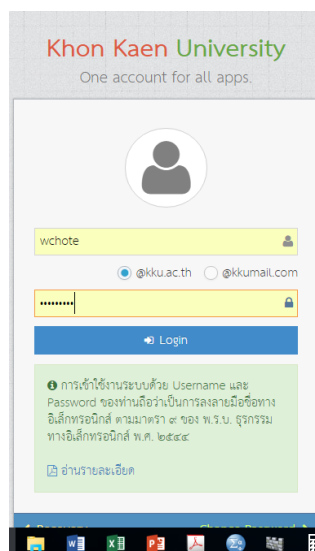 Khon Kaen University
One account for all apps.
wchote
@kku.ac.th @kkumail.com
•••••••••
Login
การเข้าใช้งานระบบด้วย Username และ
Password ของท่านถือว่าเป็นการลงลายมือชื่อทาง
อิเล็กทรอนิกส์ ตามมาตรา ๙ ของ พ.ร.บ. ธุรกรรม
ทางอิเล็กทรอนิกส์ พ.ศ. ๒๕๔๔
อ่านรายละเอียด